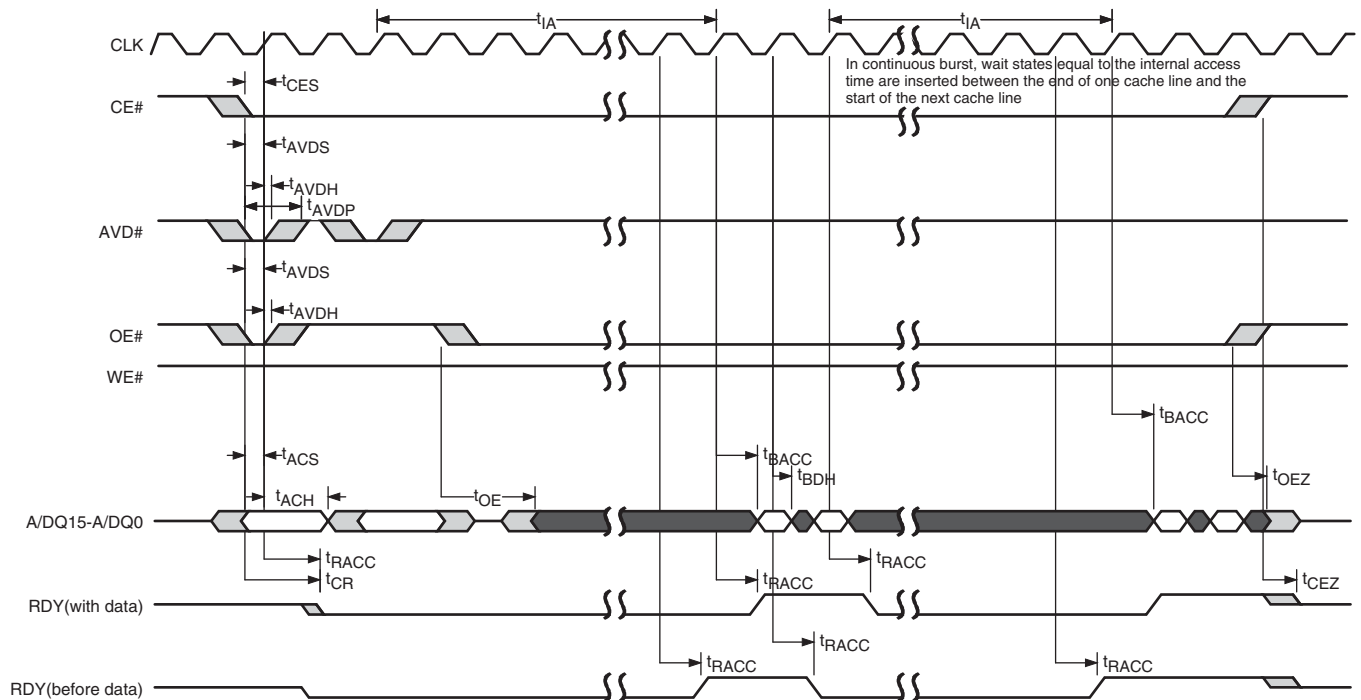 tIA
tIA
CLK
In continuous burst, wait states equal to the internal access
time are inserted between the end of one cache line and the
start of the next cache line
tCES
CE#
tAVDS
tAVDH
tAVDP
AVD#
tAVDS
tAVDH
OE#
WE#
tBACC
tACS
tBACC
tBDH
tOEZ
tACH
tOE
A/DQ15-A/DQ0
tRACC
tRACC
tCR
tRACC
tCEZ
RDY(with data)
tRACC
tRACC
tRACC
RDY(before data)